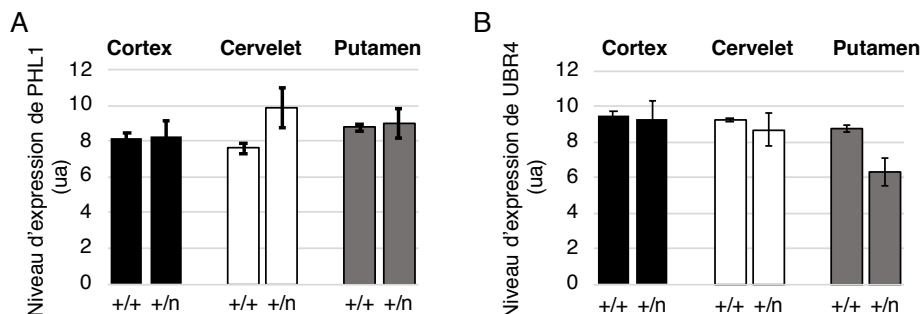 A
Cortex Cervelet Putamen
Niveau d'expression de PHL1
(ua)
12
10
8
6
4
2
0
+/+ +/n +/+ +/n +/+ +/n
B
Cortex Cervelet Putamen
Niveau d'expression de UBR4
(ua)
12
10
8
6
4
2
0
+/+ +/n +/+ +/n +/+ +/n